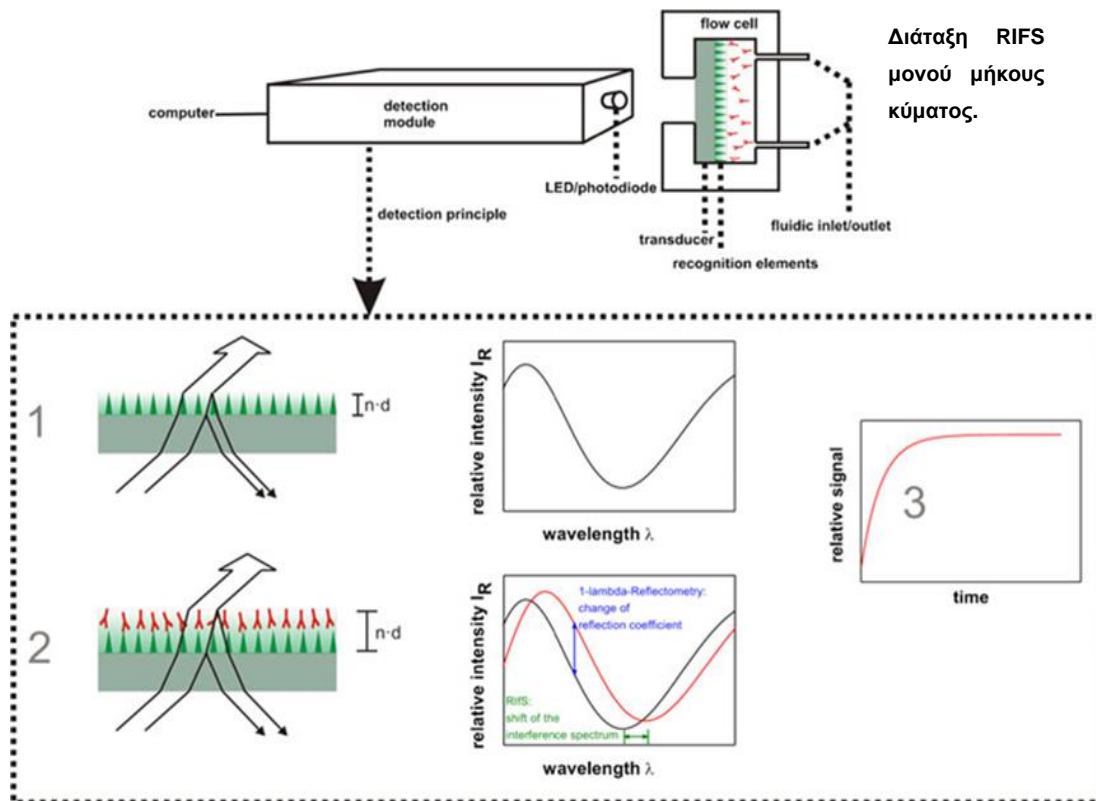 flow cell
Διάταξη RIFS
μονού μήκους
κύματος.
computer
detection
module
LED/photodiode
detection principle
transducer
fluidic inlet/outlet
recognition elements
1
n·d
relative intensity I_R
wavelength λ
relative signal
3
time
2
n·d
relative intensity I_R
1-lambda-Reflectometry:
change of
reflection coefficient
RIfS:
shift of the
interference spectrum
wavelength λ